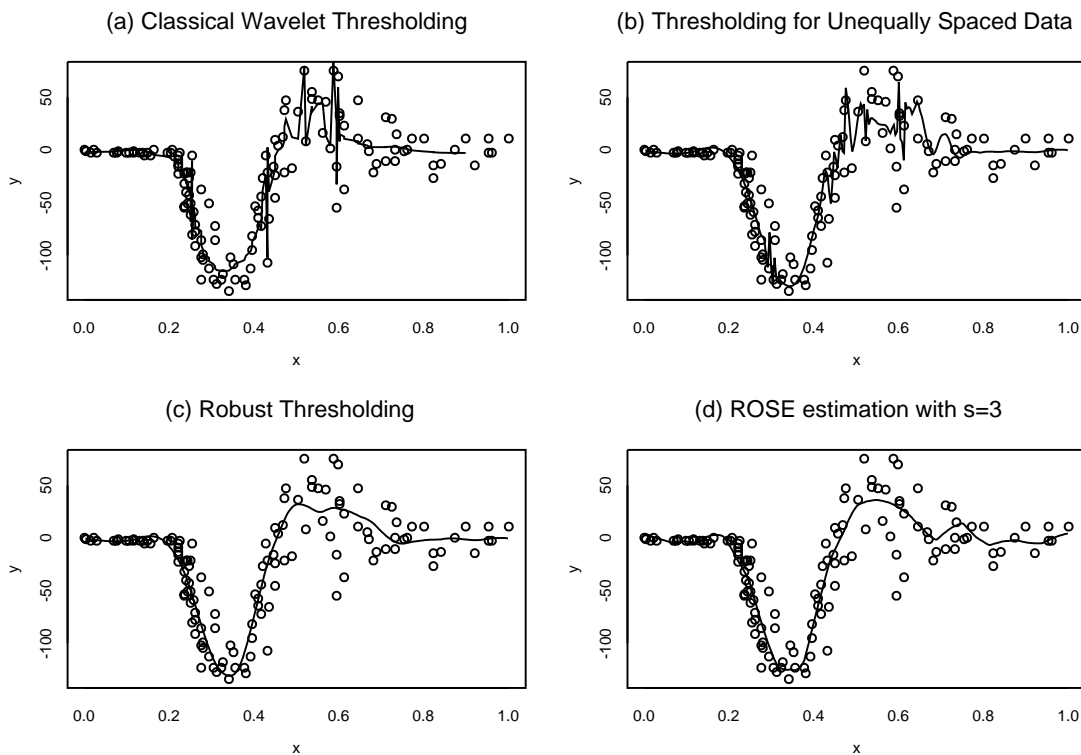 (a) Classical Wavelet Thresholding
y
50
0
-50
-100
0.0 0.2 0.4 0.6 0.8 1.0
x
(b) Thresholding for Unequally Spaced Data
y
50
0
-50
-100
0.0 0.2 0.4 0.6 0.8 1.0
x
(c) Robust Thresholding
y
50
0
-50
-100
0.0 0.2 0.4 0.6 0.8 1.0
x
(d) ROSE estimation with s=3
y
50
0
-50
-100
0.0 0.2 0.4 0.6 0.8 1.0
x